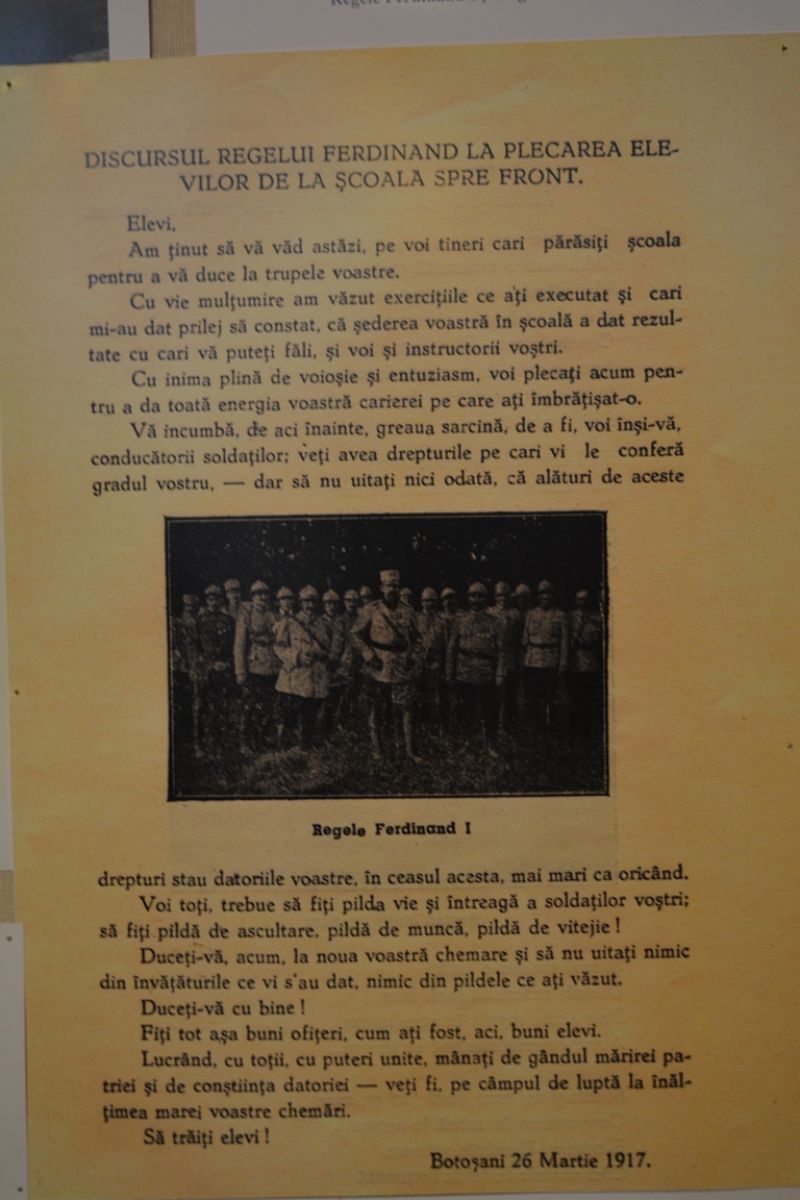 Regele Ferdinand
DISCURSUL REGELUI FERDINAND LA PLECAREA ELE-
VILOR DE LA ŞCOALA SPRE FRONT.
Elevi,
Am ţinut să vă văd astăzi, pe voi tineri cari părăsiţi şcoala
pentru a vă duce la trupele voastre.
Cu vie mulţumire am văzut exerciţiile ce aţi executat şi cari
mi-au dat prilej să constat, că şederea voastră în şcoală a dat rezul-
tate cu cari vă puteţi făli, şi voi şi instructorii voştri.
Cu inima plină de voioşie şi entuziasm, voi plecaţi acum pen-
tru a da toată energia voastră carierei pe care aţi îmbrăţişat-o.
Vă incumbă, de aci înainte, greaua sarcină, de a fi, voi înşi-vă,
conducătorii soldaţilor; veţi avea drepturile pe cari vi le conferă
gradul vostru, — dar să nu uitaţi nici odată, că alături de aceste
Regele Ferdinand I
drepturi stau datoriile voastre, în ceasul acesta, mai mari ca oricând.
Voi toţi, trebue să fiţi pilda vie şi întreagă a soldaţilor voştri;
să fiţi pildă de ascultare, pildă de muncă, pildă de vitejie !
Duceţi-vă, acum, la noua voastră chemare şi să nu uitaţi nimic
din învăţăturile ce vi s'au dat, nimic din pildele ce aţi văzut.
Duceţi-vă cu bine !
Fiţi tot aşa buni ofiţeri, cum aţi fost, aci, buni elevi.
Lucrând, cu toţii, cu puteri unite, mânaţi de gândul mărirei pa-
triei şi de conştiinţa datoriei — veţi fi, pe câmpul de luptă la înăl-
ţimea marei voastre chemări.
Să trăiţi elevi !
Botoşani 26 Martie 1917.